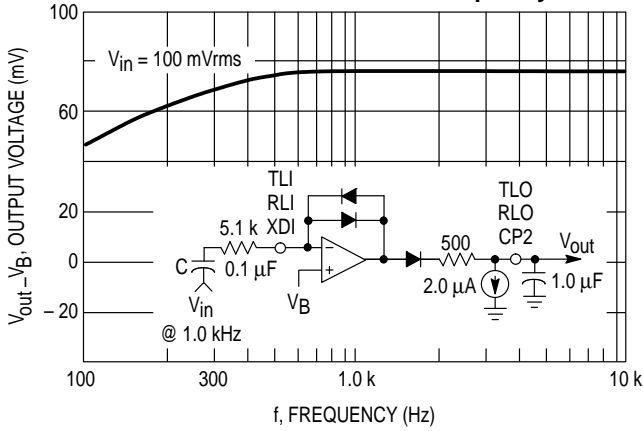 100
60
20
0
– 20
– 40
Vout – VB, OUTPUT VOLTAGE (mV)
Vin = 100 mVrms
TLI
RLI
XDI
5.1 k
C
0.1 µF
Vin
@ 1.0 kHz
VB
–
+
500
2.0 µA
TLO
RLO
CP2
Vout
1.0 µF
100
300
1.0 k
10 k
f, FREQUENCY (Hz)